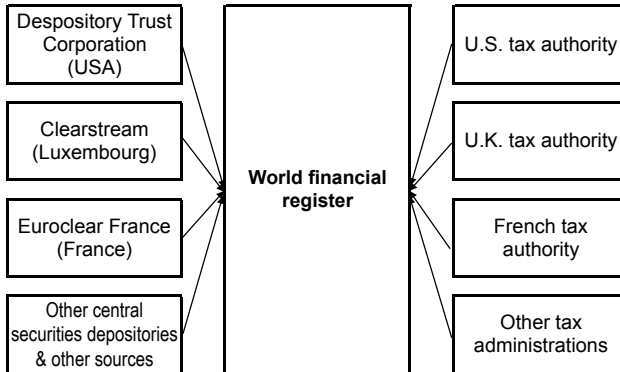 Despository Trust
Corporation
(USA)
Clearstream
(Luxembourg)
Euroclear France
(France)
Other central
securities depositories
& other sources
World financial
register
U.S. tax authority
U.K. tax authority
French tax
authority
Other tax
administrations